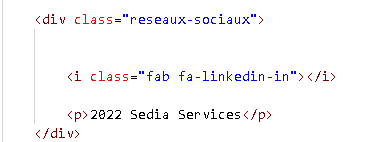 <div class="reseaux-sociaux">
<i class="fab fa-linkedin-in"></i>
<p>2022 Sedia Services</p>
</div>